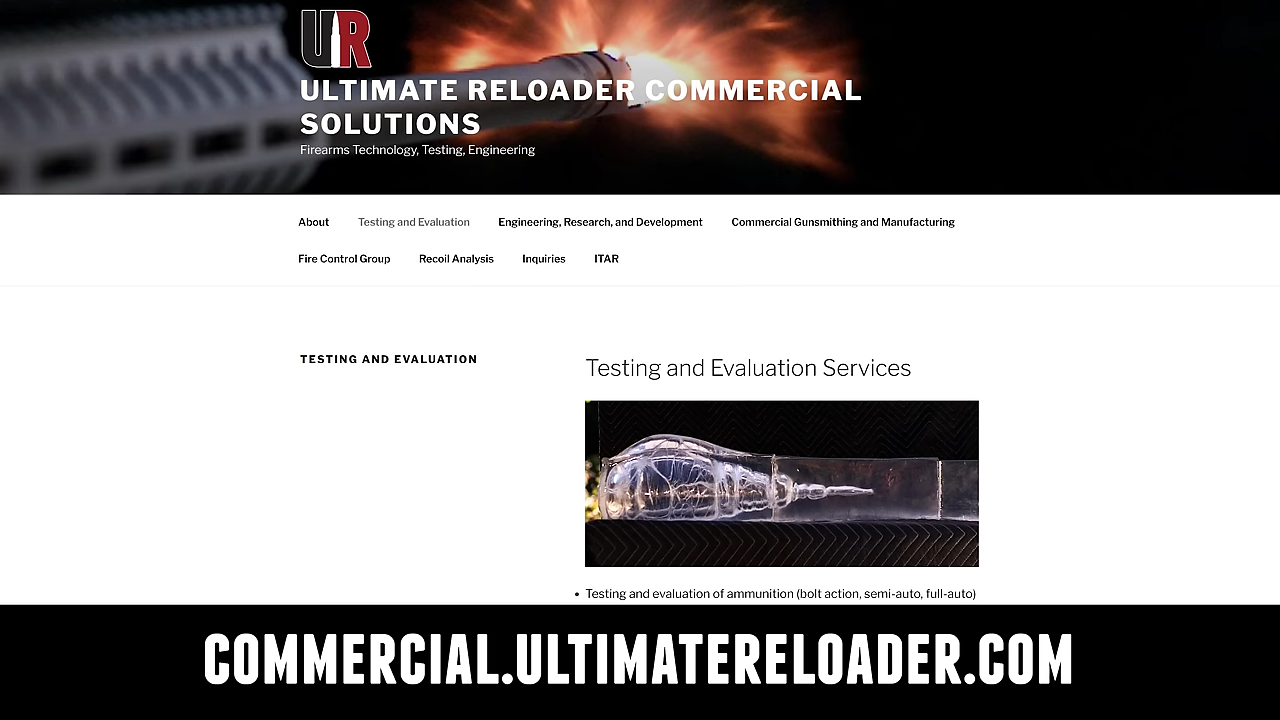 UR
ULTIMATE RELOADER COMMERCIAL
SOLUTIONS
Firearms Technology, Testing, Engineering
About Testing and Evaluation Engineering, Research, and Development Commercial Gunsmithing and Manufacturing
Fire Control Group Recoil Analysis Inquiries ITAR
TESTING AND EVALUATION
Testing and Evaluation Services
• Testing and evaluation of ammunition (bolt action, semi-auto, full-auto)
COMMERCIAL.ULTIMATERELOADER.COM